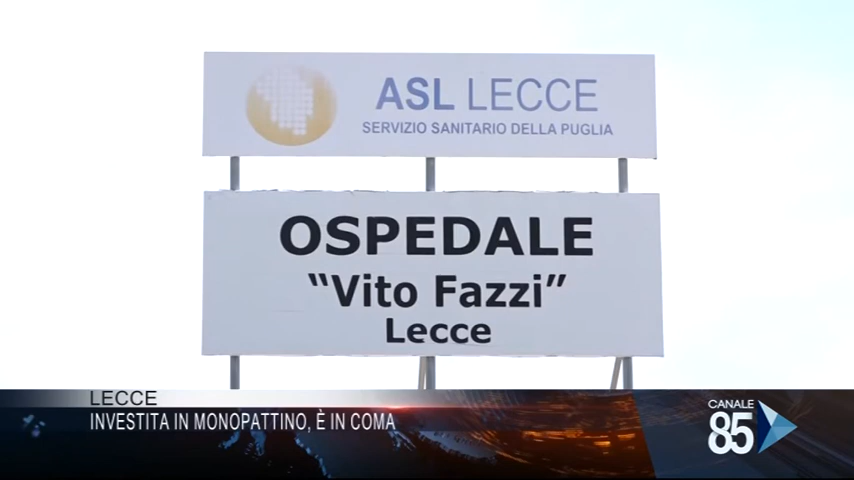 ASL LECCE
SERVIZIO SANITARIO DELLA PUGLIA
OSPEDALE
“Vito Fazzi”
Lecce
LECCE
INVESTITA IN MONOPATTINO, È IN COMA
CANALE
85